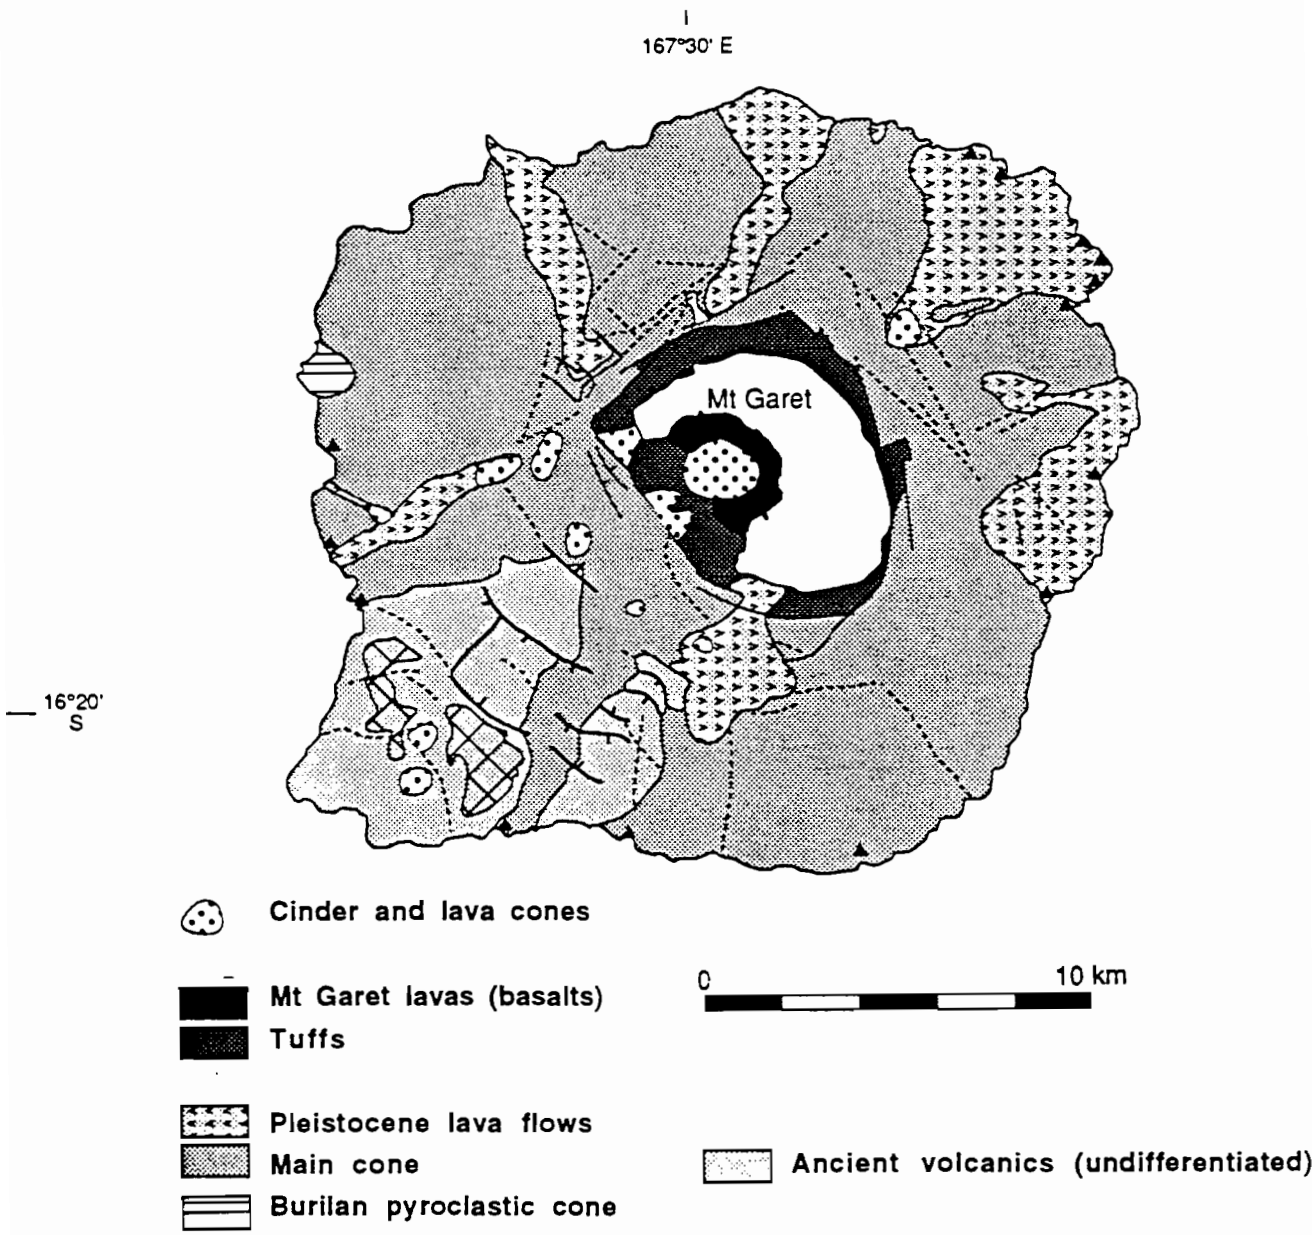 167°30' E
Mt Garet
16°20'
S
Cinder and lava cones
Mt Garet lavas (basalts)
Tuffs
0 10 km
Pleistocene lava flows
Main cone
Burilan pyroclastic cone
Ancient volcanics (undifferentiated)